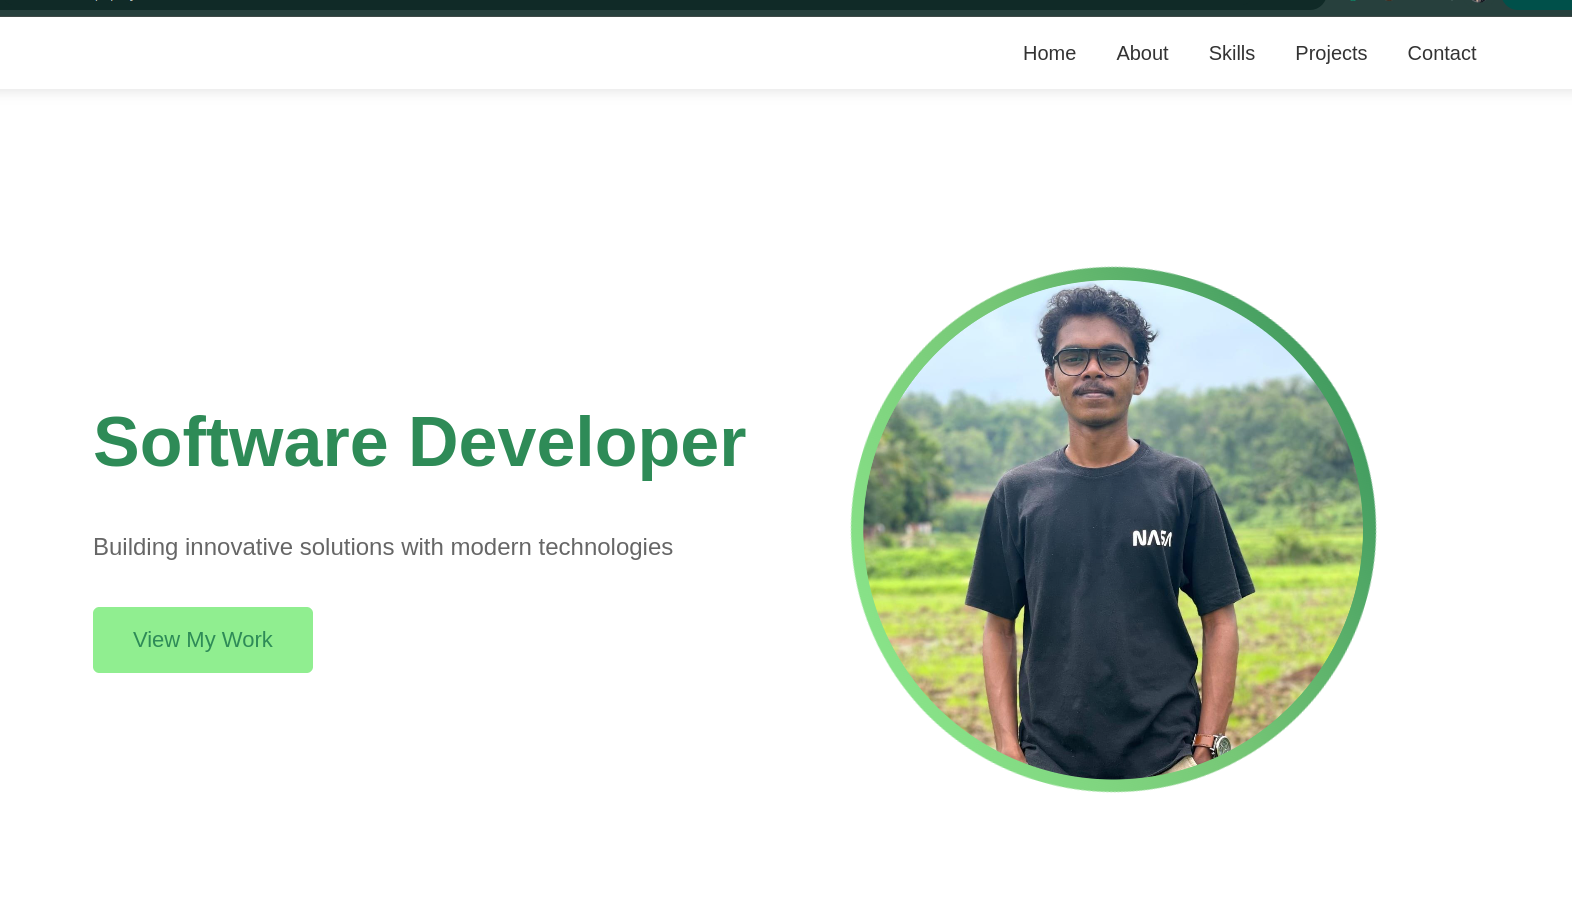 Home About Skills Projects Contact
Software Developer
Building innovative solutions with modern technologies
View My Work
NASA